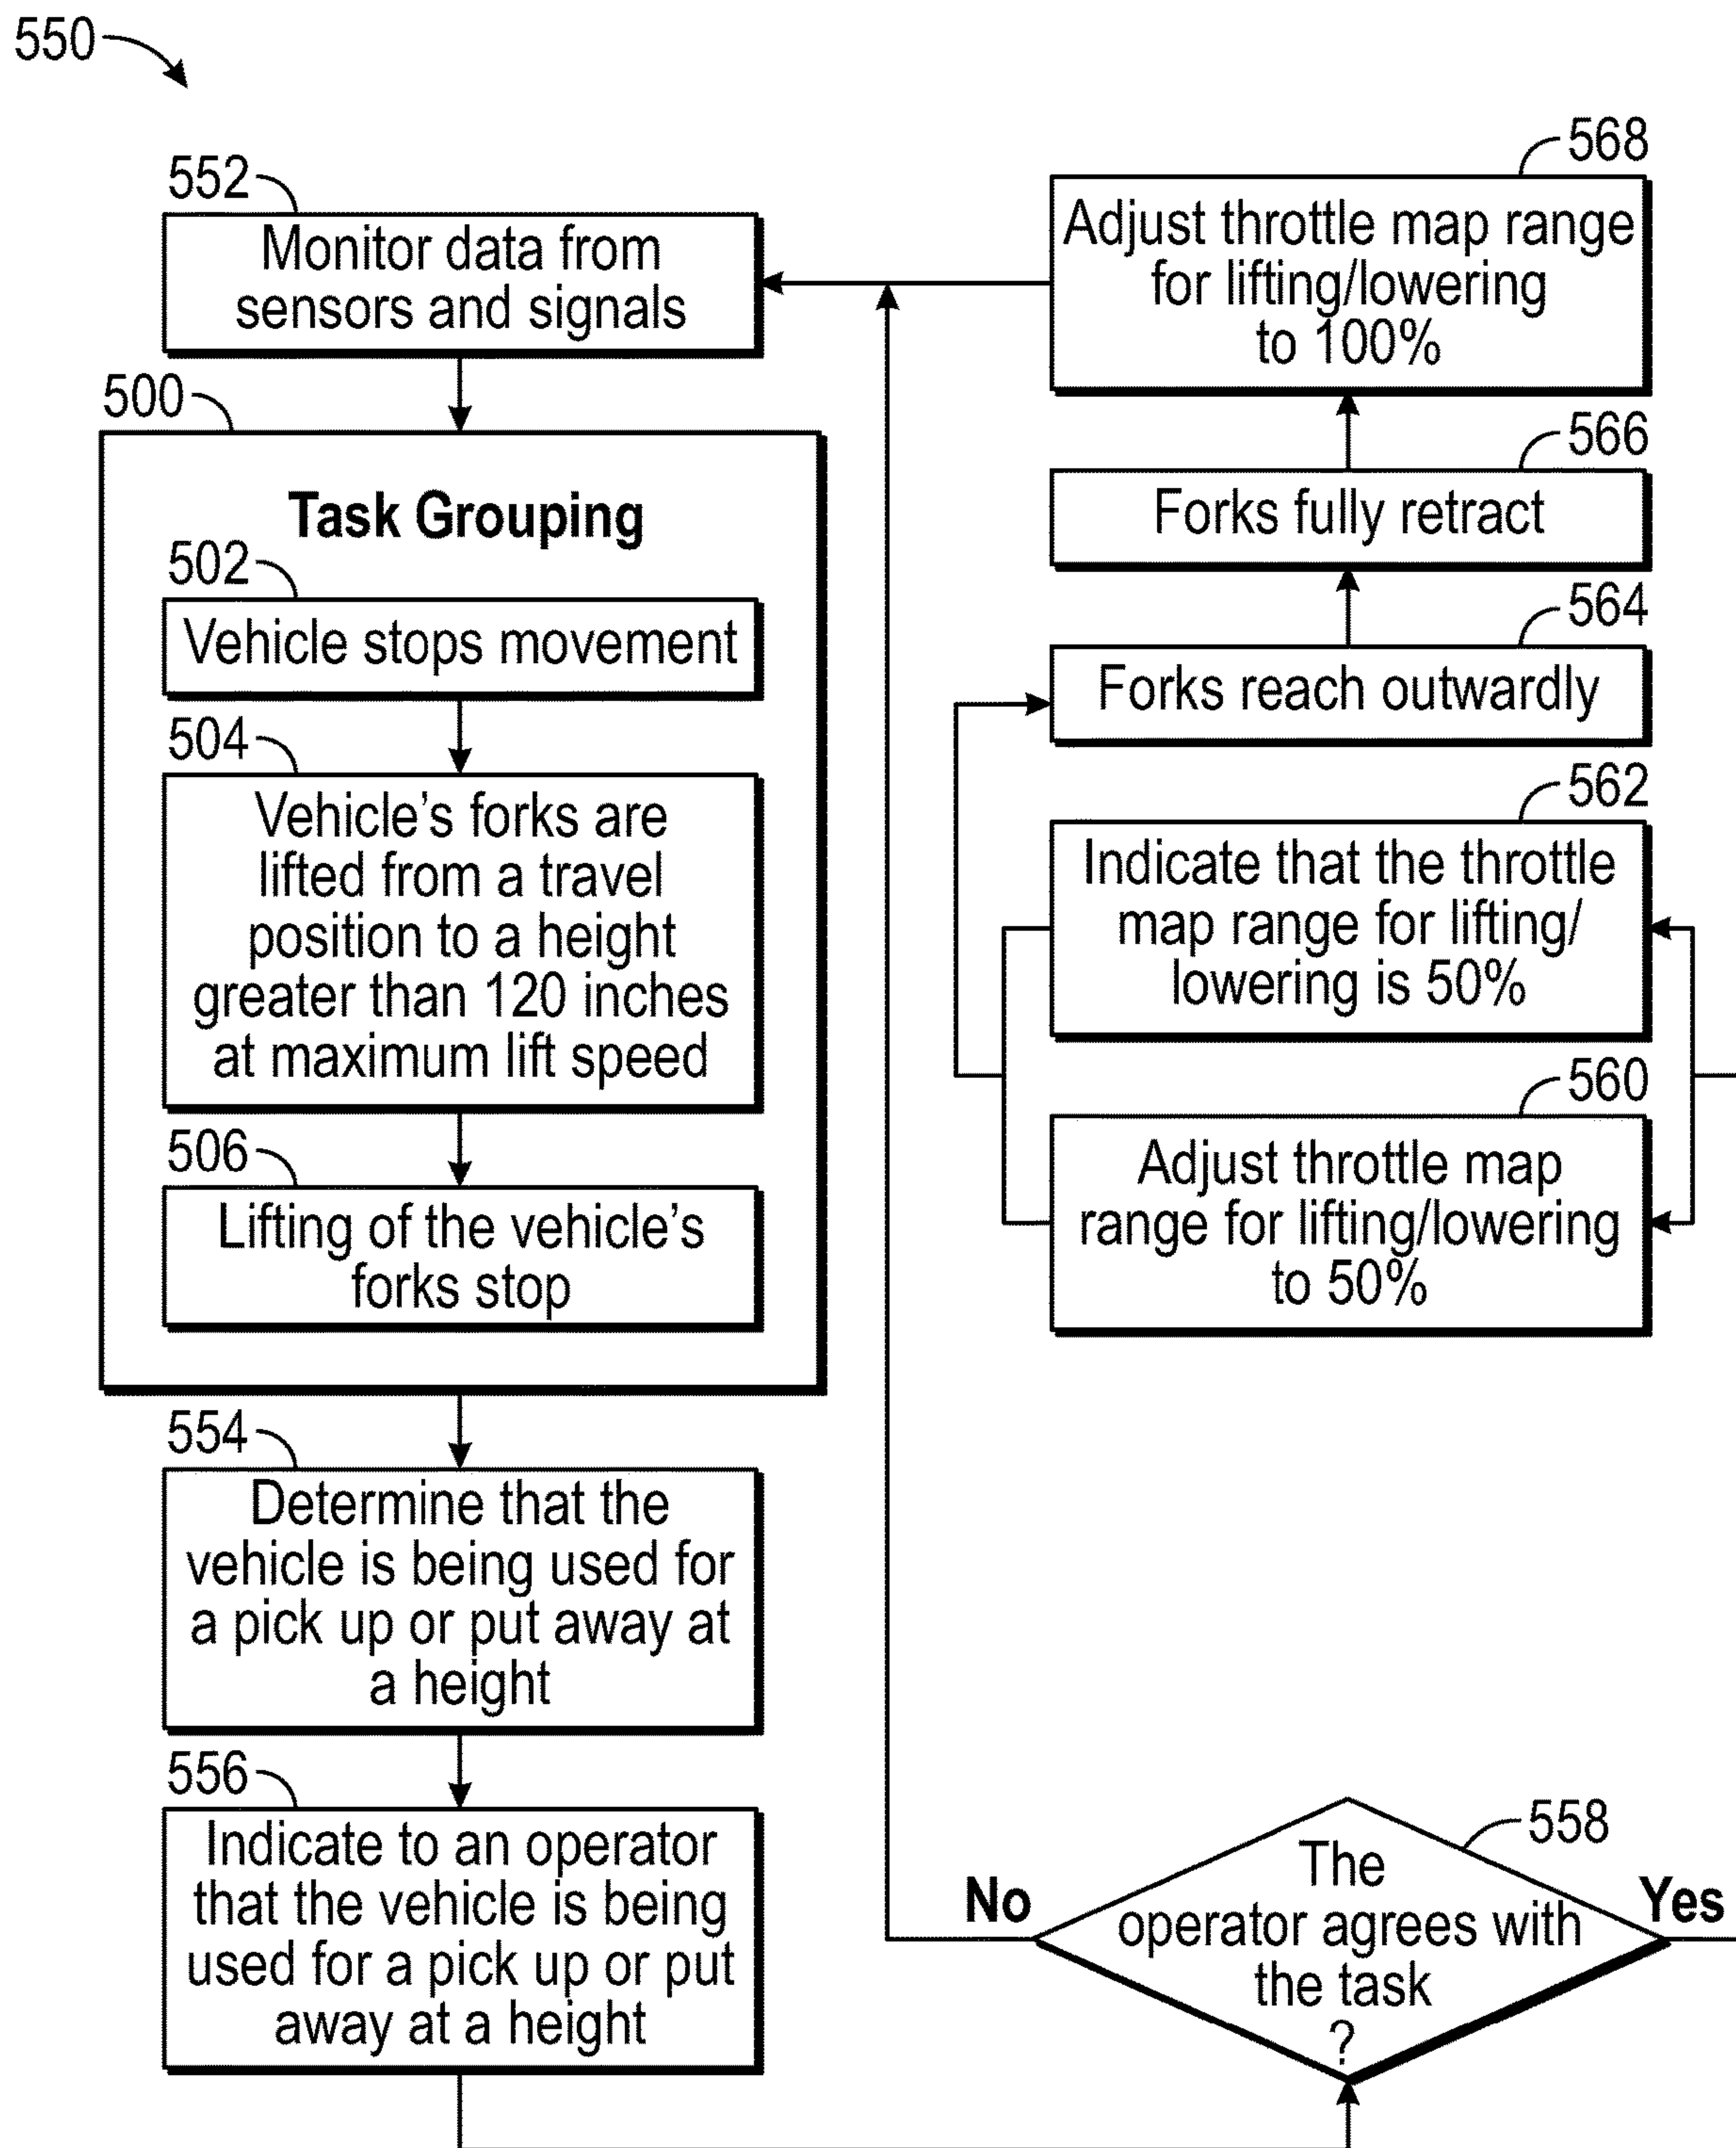 550
552
Monitor data from
sensors and signals
500
Task Grouping
502
Vehicle stops movement
504
Vehicle's forks are
lifted from a travel
position to a height
greater than 120 inches
at maximum lift speed
506
Lifting of the vehicle's
forks stop
554
Determine that the
vehicle is being used for
a pick up or put away at
a height
556
Indicate to an operator
that the vehicle is being
used for a pick up or put
away at a height
568
Adjust throttle map range
for lifting/lowering
to 100%
566
Forks fully retract
564
Forks reach outwardly
562
Indicate that the throttle
map range for lifting/
lowering is 50%
560
Adjust throttle map
range for lifting/lowering
to 50%
558
No
Yes
The
operator agrees with
the task
?